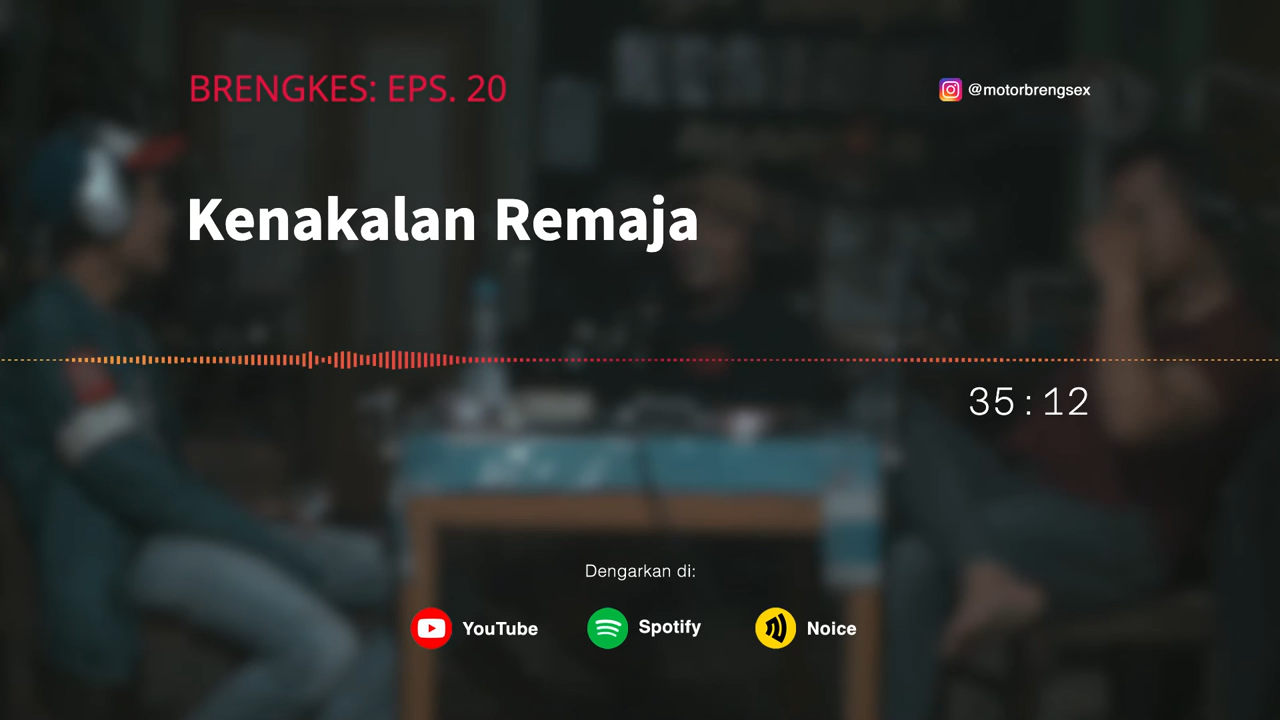 BRENGKES: EPS. 20
@motorbrengsex
Kenakalan Remaja
35:12
Dengarkan di:
YouTube
Spotify
Noice